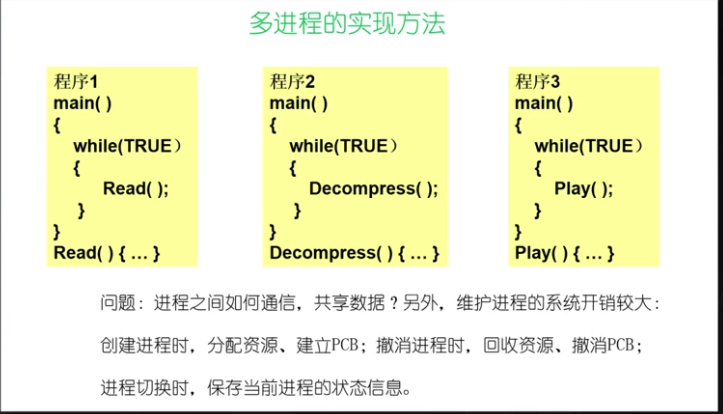 多进程的实现方法
程序1
main( )
{
while(TRUE）
{
Read( );
}
}
Read( ) { … }
程序2
main( )
{
while(TRUE）
{
Decompress( );
}
}
Decompress( ) { … }
程序3
main( )
{
while(TRUE）
{
Play( );
}
}
Play( ) { … }
问题：进程之间如何通信，共享数据？另外，维护进程的系统开销较大：
创建进程时，分配资源、建立PCB；撤消进程时，回收资源、撤消PCB；
进程切换时，保存当前进程的状态信息。